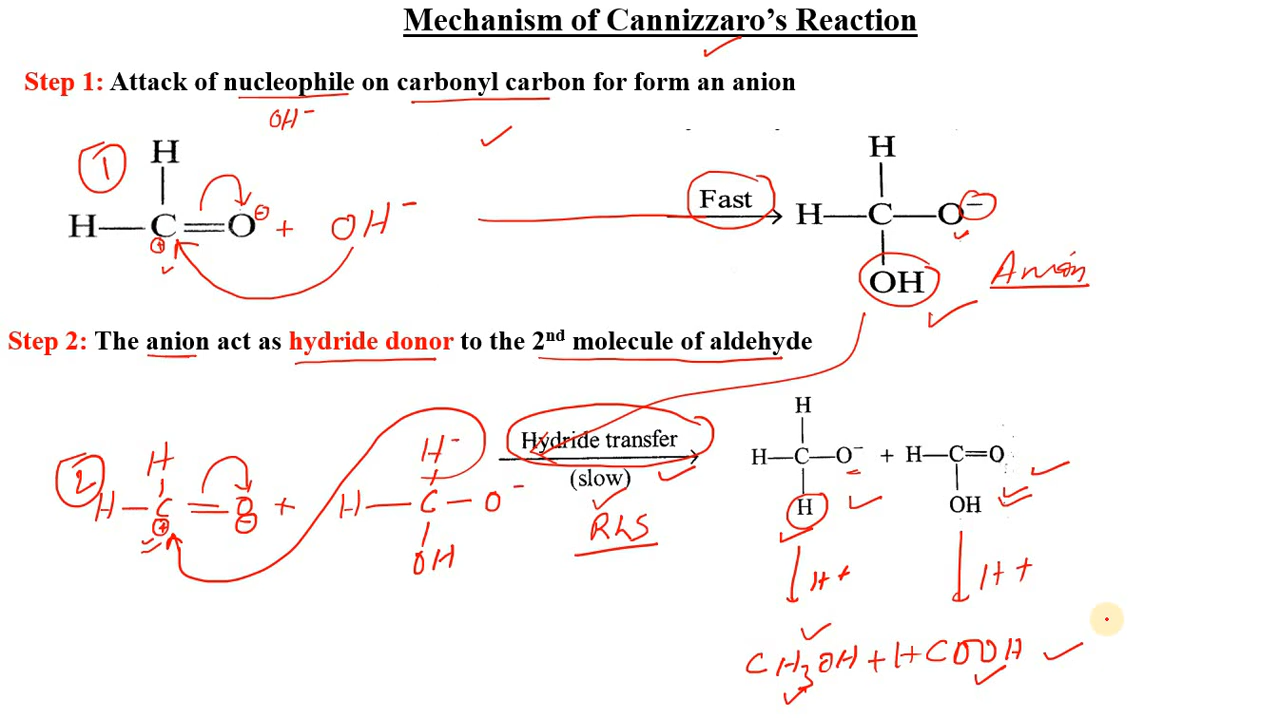 Mechanism of Cannizzaro's Reaction
Step 1: Attack of nucleophile on carbonyl carbon for form an anion
OH⁻
1
H
H—C=O⊖ + OH⁻
⊕
Fast
H
H—C—O⁻
OH
Anion
Step 2: The anion act as hydride donor to the 2nd molecule of aldehyde
2
H
H—C=O +
⊕ ⊖
H⁻
H—C—O⁻
OH
Hydride transfer
(slow)
RLS
H
H—C—O⁻ + H—C=O
H OH
H+ H+
CH3OH + HCOOH